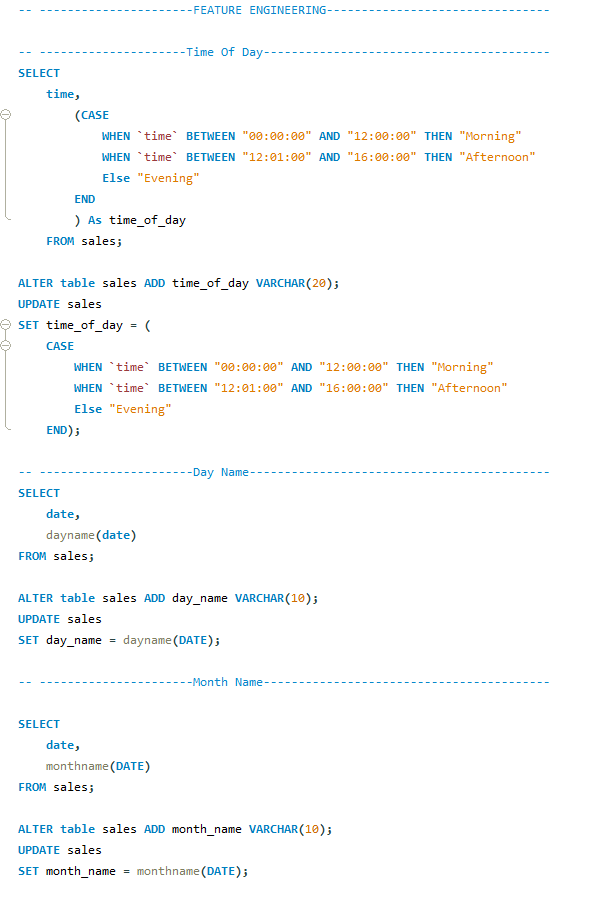 -- ----------------------FEATURE ENGINEERING--------------------------------
-- ---------------------Time Of Day-----------------------------------------
SELECT
time,
(CASE
WHEN `time` BETWEEN "00:00:00" AND "12:00:00" THEN "Morning"
WHEN `time` BETWEEN "12:01:00" AND "16:00:00" THEN "Afternoon"
Else "Evening"
END
) As time_of_day
FROM sales;
ALTER table sales ADD time_of_day VARCHAR(20);
UPDATE sales
SET time_of_day = (
CASE
WHEN `time` BETWEEN "00:00:00" AND "12:00:00" THEN "Morning"
WHEN `time` BETWEEN "12:01:00" AND "16:00:00" THEN "Afternoon"
Else "Evening"
END);
-- ----------------------Day Name-------------------------------------------
SELECT
date,
dayname(date)
FROM sales;
ALTER table sales ADD day_name VARCHAR(10);
UPDATE sales
SET day_name = dayname(DATE);
-- ----------------------Month Name-----------------------------------------
SELECT
date,
monthname(DATE)
FROM sales;
ALTER table sales ADD month_name VARCHAR(10);
UPDATE sales
SET month_name = monthname(DATE);